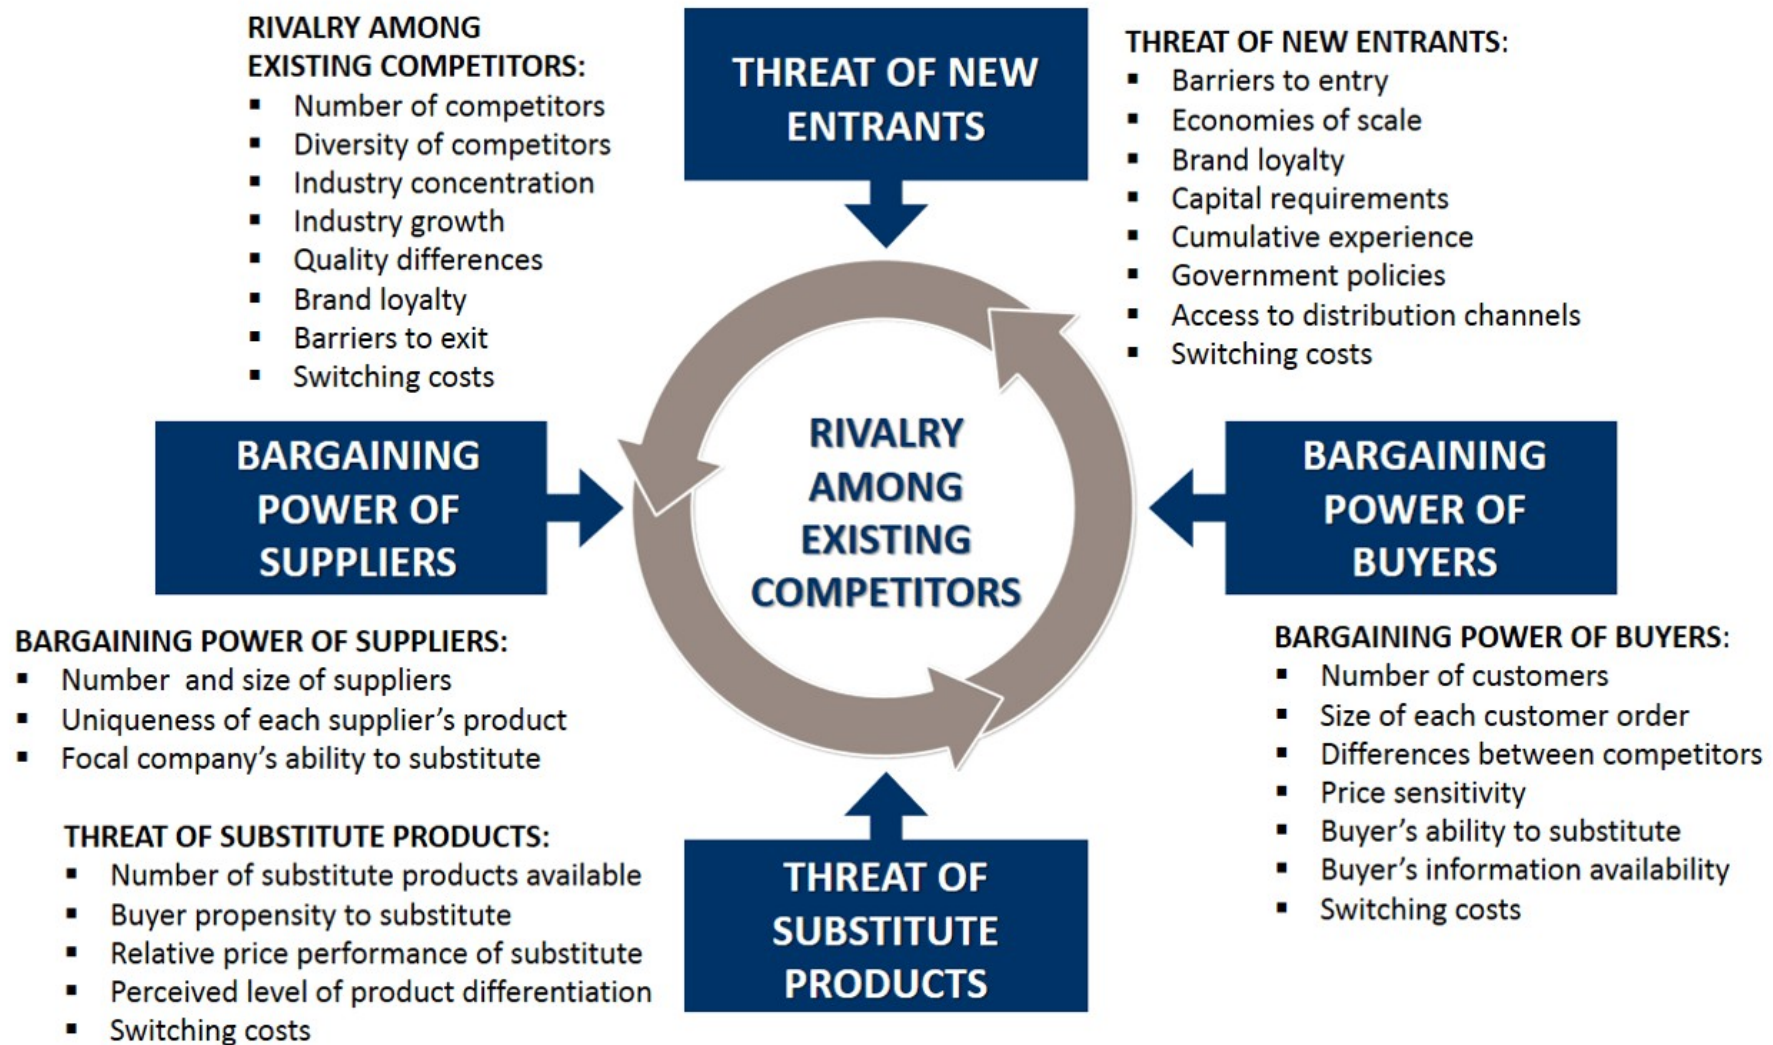 RIVALRY AMONG
EXISTING COMPETITORS:
▪ Number of competitors
▪ Diversity of competitors
▪ Industry concentration
▪ Industry growth
▪ Quality differences
▪ Brand loyalty
▪ Barriers to exit
▪ Switching costs
THREAT OF NEW
ENTRANTS
THREAT OF NEW ENTRANTS:
▪ Barriers to entry
▪ Economies of scale
▪ Brand loyalty
▪ Capital requirements
▪ Cumulative experience
▪ Government policies
▪ Access to distribution channels
▪ Switching costs
BARGAINING
POWER OF
SUPPLIERS
RIVALRY
AMONG
EXISTING
COMPETITORS
BARGAINING
POWER OF
BUYERS
BARGAINING POWER OF SUPPLIERS:
▪ Number and size of suppliers
▪ Uniqueness of each supplier’s product
▪ Focal company’s ability to substitute
THREAT OF SUBSTITUTE PRODUCTS:
▪ Number of substitute products available
▪ Buyer propensity to substitute
▪ Relative price performance of substitute
▪ Perceived level of product differentiation
▪ Switching costs
THREAT OF
SUBSTITUTE
PRODUCTS
BARGAINING POWER OF BUYERS:
▪ Number of customers
▪ Size of each customer order
▪ Differences between competitors
▪ Price sensitivity
▪ Buyer’s ability to substitute
▪ Buyer’s information availability
▪ Switching costs